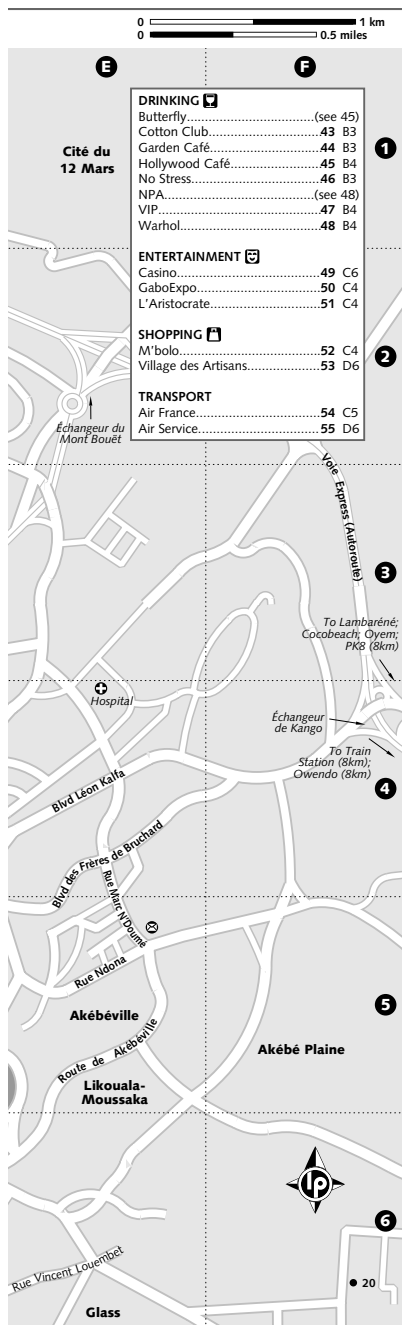 0 1 km
0 0.5 miles
E F
DRINKING
Butterfly..............................(see 45)
Cotton Club........................43 B3
Garden Café.......................44 B3
Hollywood Café..................45 B4
No Stress............................46 B3
NPA....................................(see 48)
VIP......................................47 B4
Warhol................................48 B4
ENTERTAINMENT
Casino.................................49 C6
GaboExpo...........................50 C4
L'Aristocrate.......................51 C4
SHOPPING
M'bolo................................52 C4
Village des Artisans.............53 D6
TRANSPORT
Air France...........................54 C5
Air Service..........................55 D6
1
Cité du
12 Mars
2
Échangeur du
Mont Bouët
Voie Express (Autoroute)
3
To Lambaréné;
Cocobeach; Oyem;
PK8 (8km)
Hospital
Échangeur
de Kango
To Train
Station (8km);
Owendo (8km)
4
Blvd Léon Kalfa
Blvd des Frères de Bruchard
Rue Marc N'Doumé
Rue Ndona
5
Akébéville
Akébé Plaine
Route de Akébéville
Likouala-
Moussaka
lp
6
Rue Vincent Louembet
20
Glass